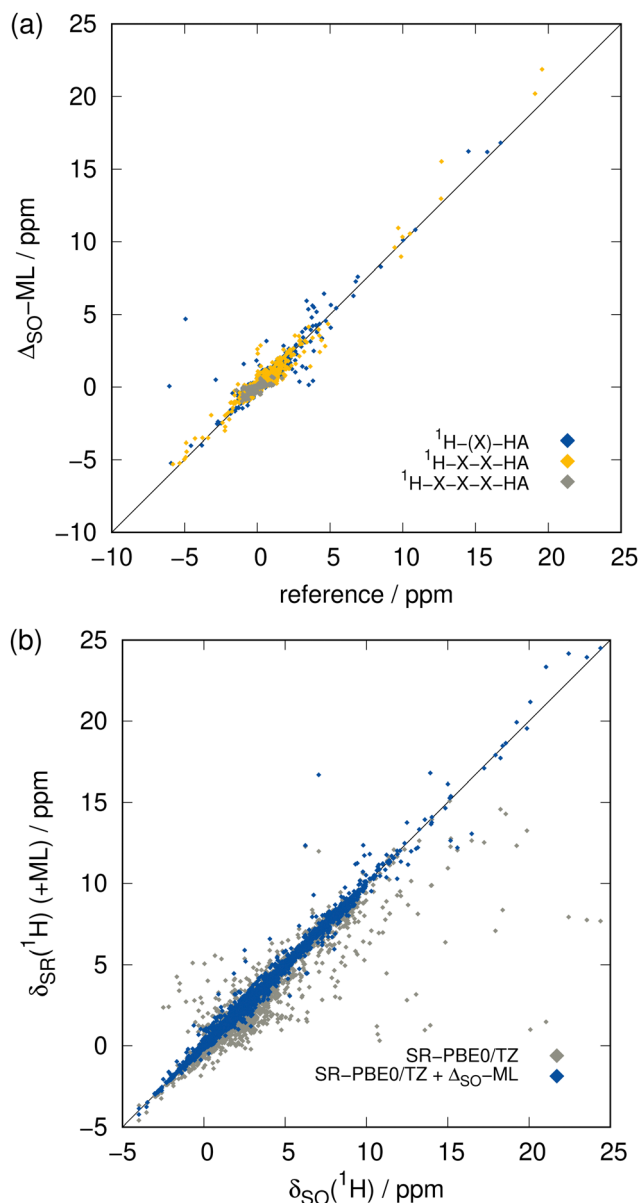 (a)
25
20
15
10
5
0
−5
−10
ΔSO−ML / ppm
¹H−(X)−HA
¹H−X−X−HA
¹H−X−X−X−HA
−10 −5 0 5 10 15 20 25
reference / ppm
(b)
25
20
15
10
5
0
−5
δSR(¹H) (+ML) / ppm
SR−PBE0/TZ
SR−PBE0/TZ + ΔSO−ML
−5 0 5 10 15 20 25
δSO(¹H) / ppm